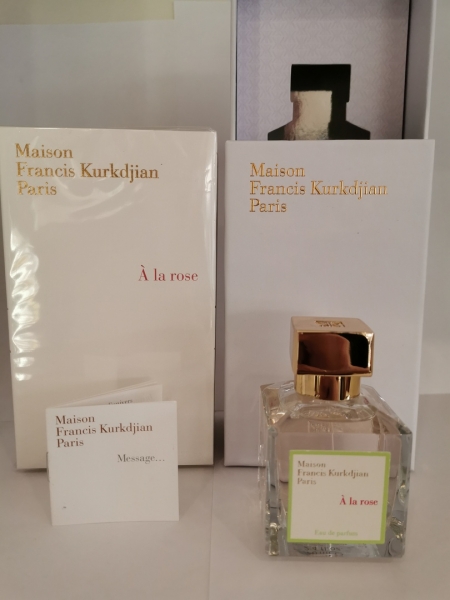 Maison
Francis Kurkdjian
Paris
À la rose
Maison
Francis Kurkdjian
Paris
Maison
Francis Kurkdjian
Paris
Message...
Maison
Francis Kurkdjian
Paris
À la rose
Eau de parfum